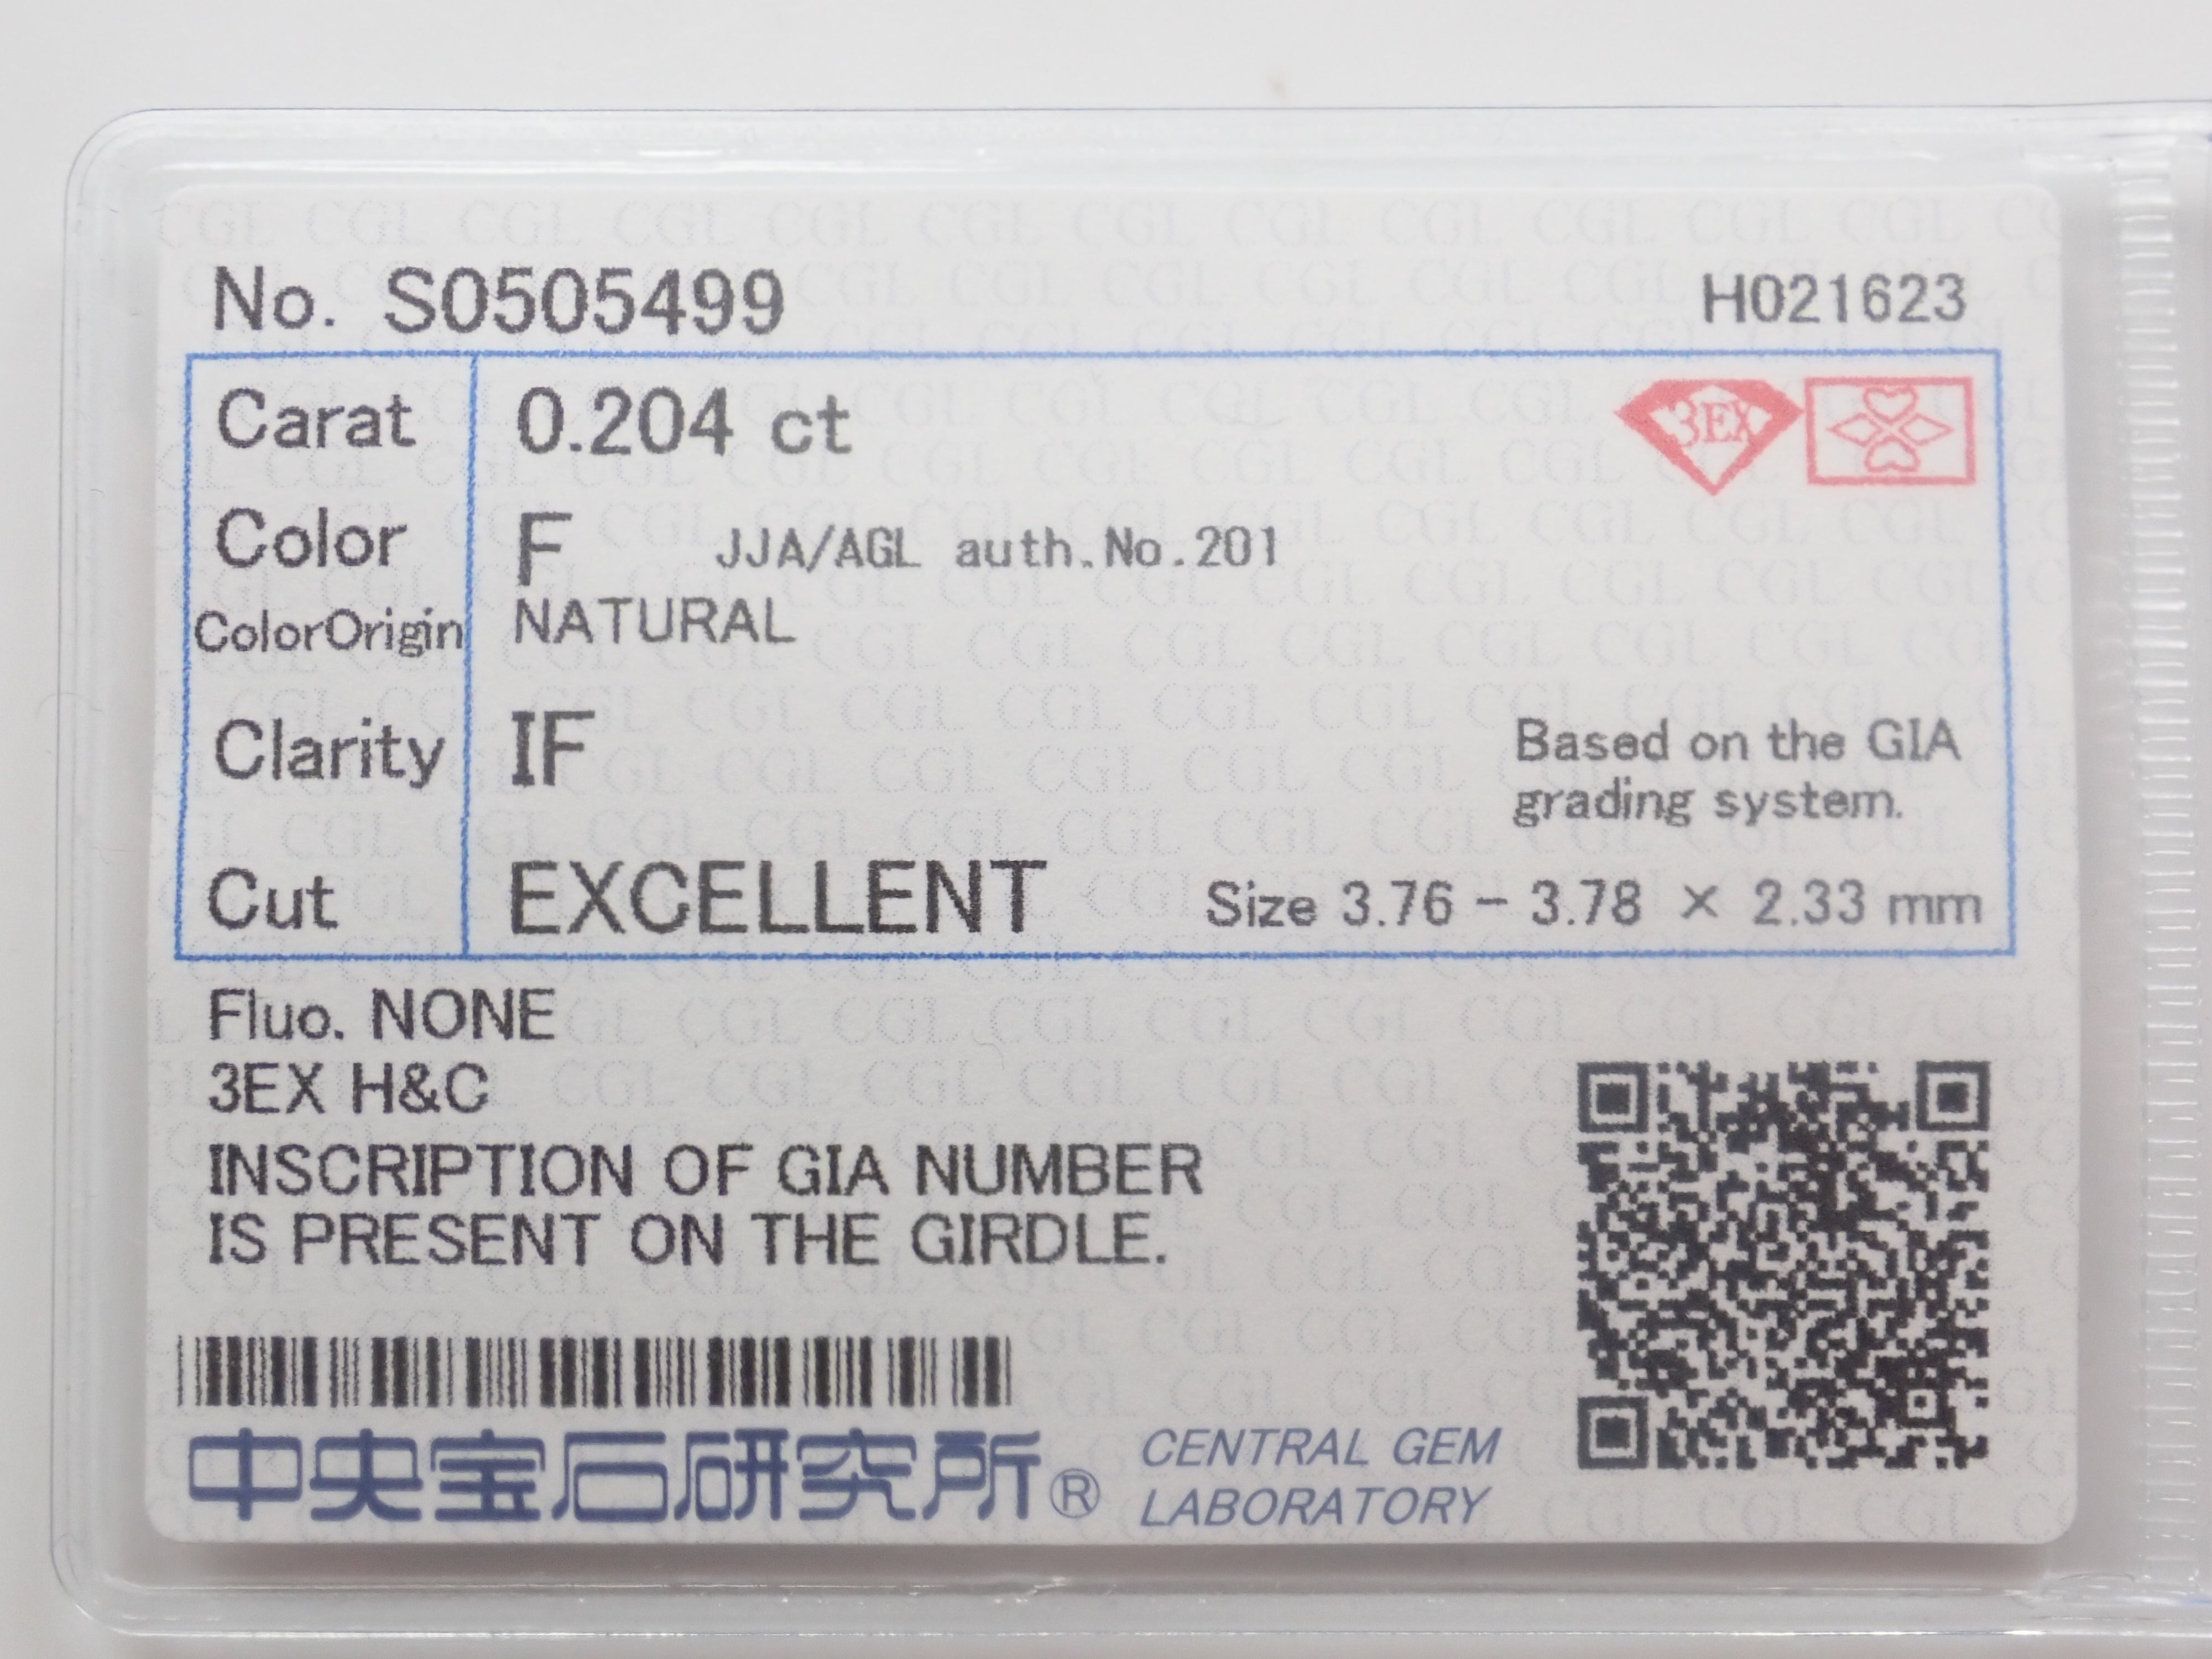 No. S0505499
H021623
Carat 0.204 ct
3EX
Color F JJA/AGL auth.No.201
ColorOrigin NATURAL
Clarity IF
Based on the GIA
grading system.
Cut EXCELLENT Size 3.76 - 3.78 × 2.33 mm
Fluo. NONE
3EX H&C
INSCRIPTION OF GIA NUMBER
IS PRESENT ON THE GIRDLE.
中央宝石研究所®
CENTRAL GEM
LABORATORY